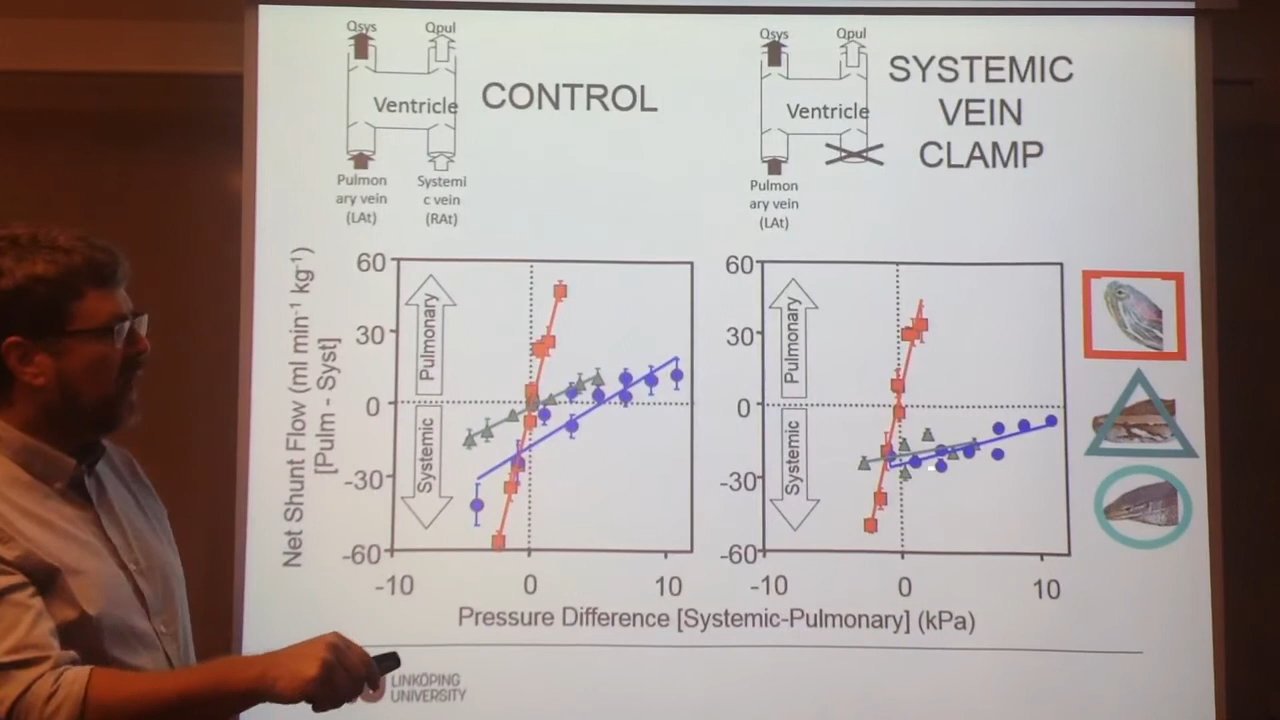 Qsys Qpul
Ventricle
Pulmon
ary vein
(LAt)
Systemi
c vein
(RAt)
CONTROL
Qsys Qpul
Ventricle
Pulmon
ary vein
(LAt)
SYSTEMIC
VEIN
CLAMP
Net Shunt Flow (ml min-1 kg-1)
[Pulm - Syst]
60
30
0
-30
-60
Pulmonary
Systemic
-10 0 10
60
30
0
-30
-60
Pulmonary
Systemic
-10 0 10
Pressure Difference [Systemic-Pulmonary] (kPa)
LINKÖPING
UNIVERSITY